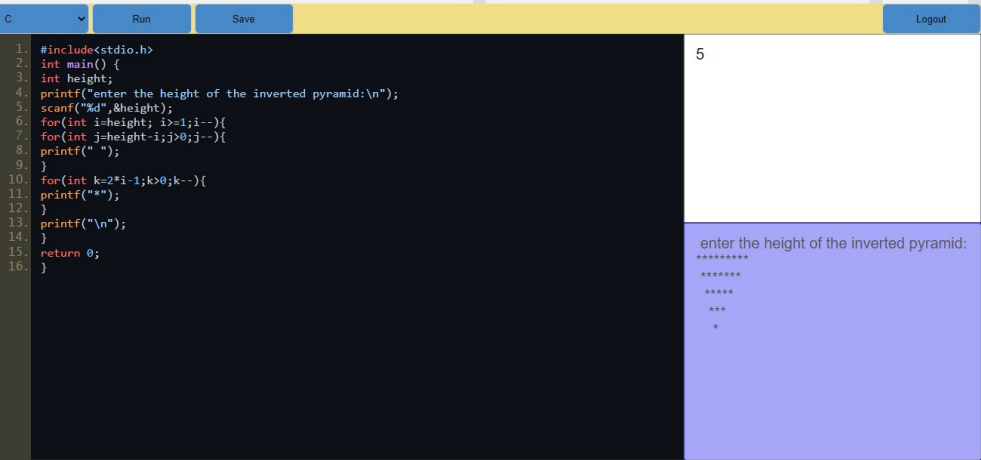 C Run Save Logout
1. #include<stdio.h>
2. int main() {
3. int height;
4. printf("enter the height of the inverted pyramid:\n");
5. scanf("%d",&height);
6. for(int i=height; i>=1;i--){
7. for(int j=height-i;j>0;j--){
8. printf(" ");
9. }
10. for(int k=2*i-1;k>0;k--){
11. printf("*");
12. }
13. printf("\n");
14. }
15. return 0;
16. }
5
enter the height of the inverted pyramid:
*********
 *******
  *****
   ***
    *